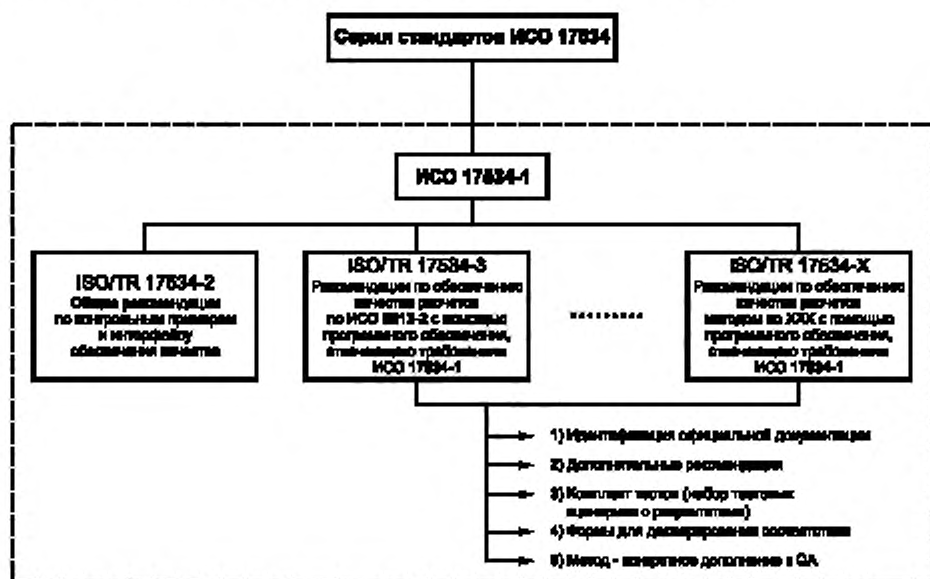 Серия стандартов ИСО 17534
ИСО 17534-1
ISO/TR 17534-2
Общие рекомендации
по контрольным примерам
и интерфейсу
обеспечения качества
ISO/TR 17534-3
Рекомендации по обеспечению
качества расчетов
по ИСО 9613-2 с помощью
программного обеспечения,
отвечающего требованиям
ИСО 17534-1
ISO/TR 17534-X
Рекомендации по обеспечению
качества расчетов
методом по XXX с помощью
программного обеспечения,
отвечающего требованиям
ИСО 17534-1
1) Идентификация официальной документации
2) Дополнительные рекомендации
3) Комплект тестов (набор тестовых
сценариев с результатами)
4) Формы для декларирования соответствия
5) Метод - конкретное дополнение к QA